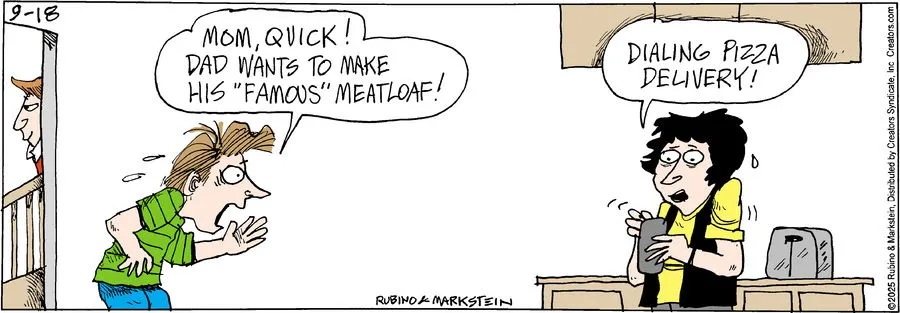 9-18
MOM, QUICK!
DAD WANTS TO MAKE
HIS "FAMOUS" MEATLOAF!
DIALING PIZZA
DELIVERY!
RUBINO & MARKSTEIN
©2025 Rubino & Markstein, Distributed by Creators Syndicate, Inc Creators.com